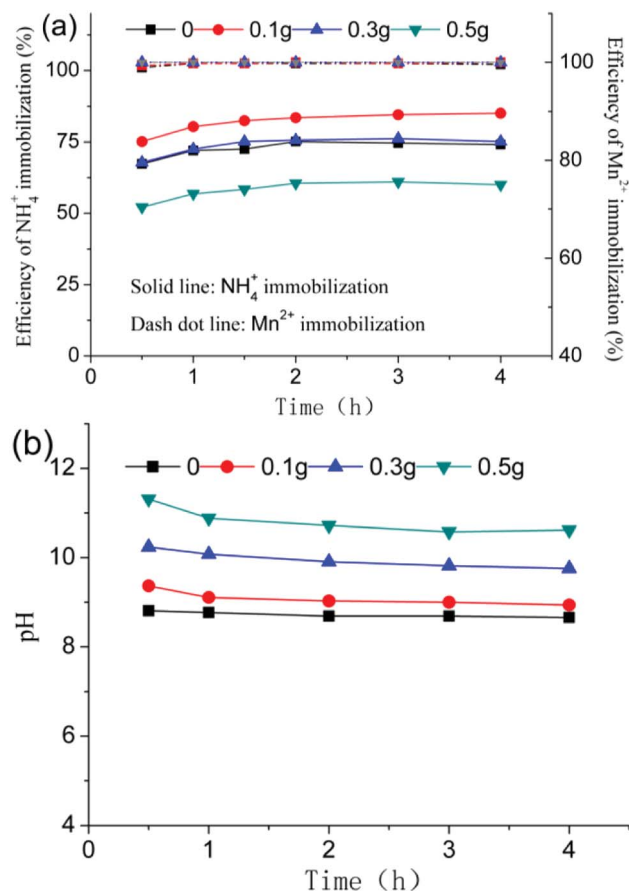 (a)
0 0.1g 0.3g 0.5g
Efficiency of NH4+ immobilization (%)
100
75
50
25
0
Efficiency of Mn2+ immobilization (%)
100
80
60
40
Solid line: NH4+ immobilization
Dash dot line: Mn2+ immobilization
0 1 2 3 4
Time (h)
(b)
0 0.1g 0.3g 0.5g
pH
12
10
8
6
4
0 1 2 3 4
Time (h)